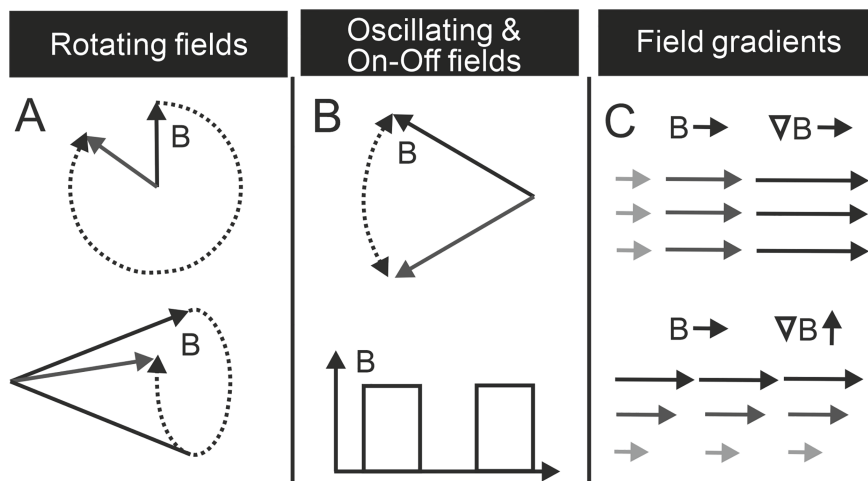 Rotating fields
Oscillating &
On-Off fields
Field gradients
A
B
B
B
B
B
C
B ∇B
B ∇B